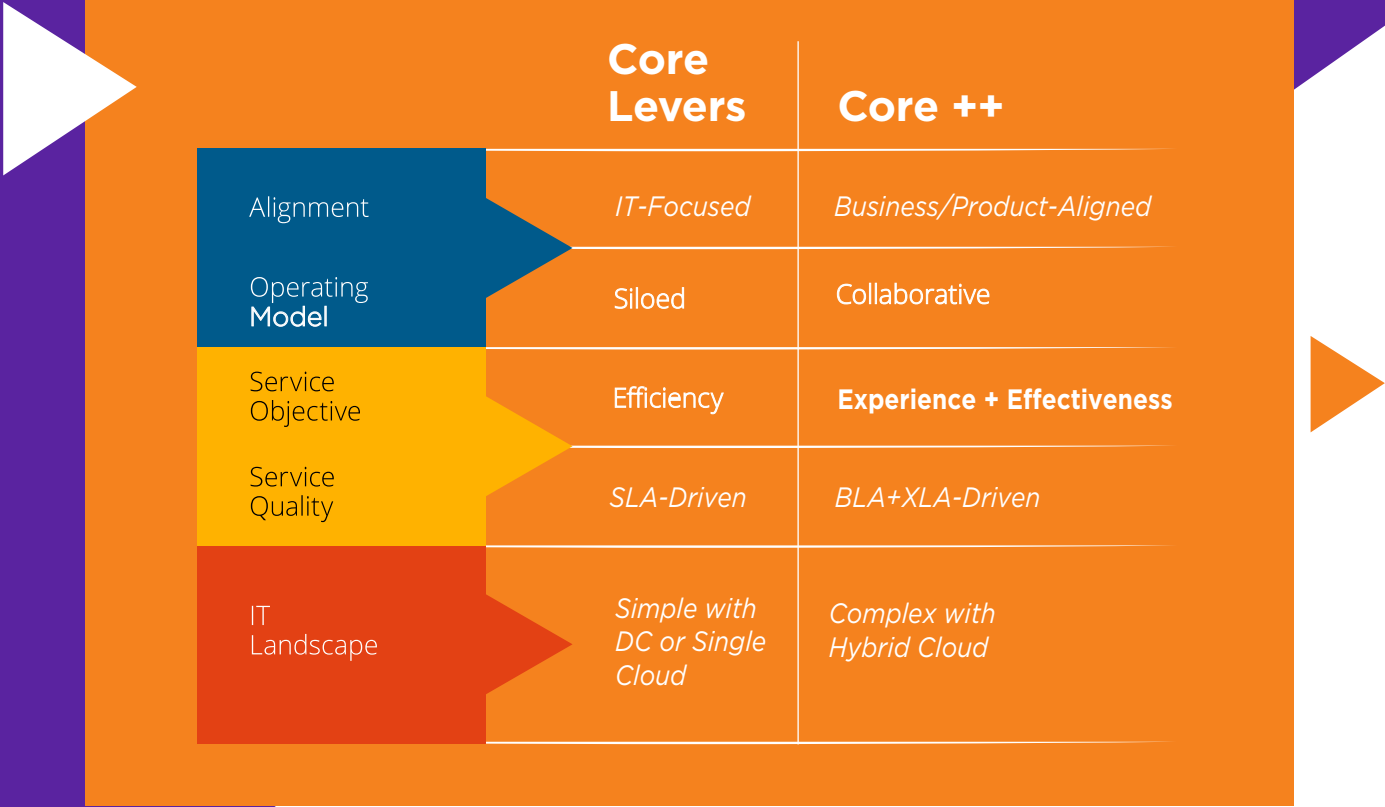 Core
Levers
Core ++
Alignment
IT-Focused
Business/Product-Aligned
Operating
Model
Siloed
Collaborative
Service
Objective
Efficiency
Experience + Effectiveness
Service
Quality
SLA-Driven
BLA+XLA-Driven
IT
Landscape
Simple with
DC or Single
Cloud
Complex with
Hybrid Cloud